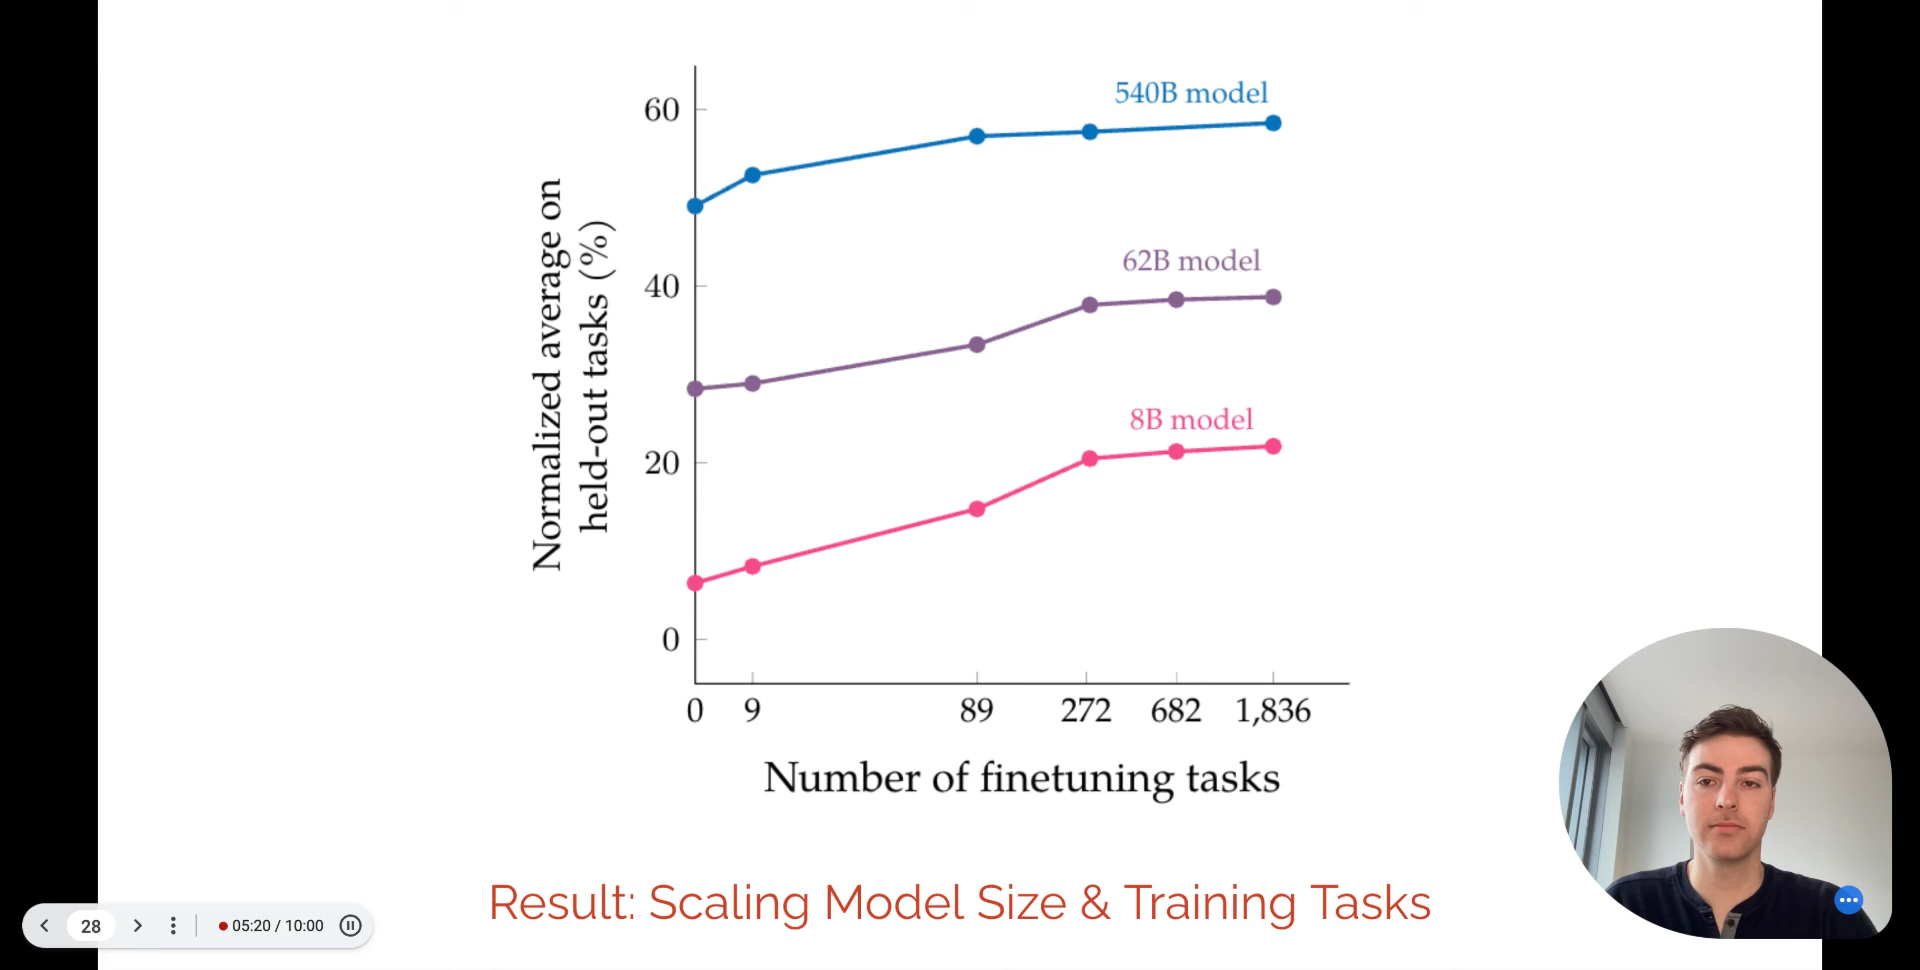 540B model
60
62B model
40
8B model
20
0
0 9 89 272 682 1,836
Normalized average on
held-out tasks (%)
Number of finetuning tasks
Result: Scaling Model Size & Training Tasks
28 05:20 / 10:00